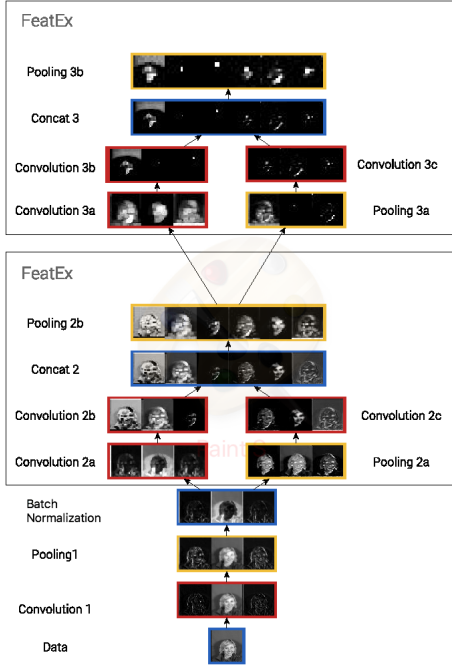 FeatEx
Pooling 3b
Concat 3
Convolution 3b
Convolution 3c
Convolution 3a
Pooling 3a
FeatEx
Pooling 2b
Concat 2
Convolution 2b
Convolution 2c
Convolution 2a
Pooling 2a
Batch
Normalization
Pooling1
Convolution 1
Data